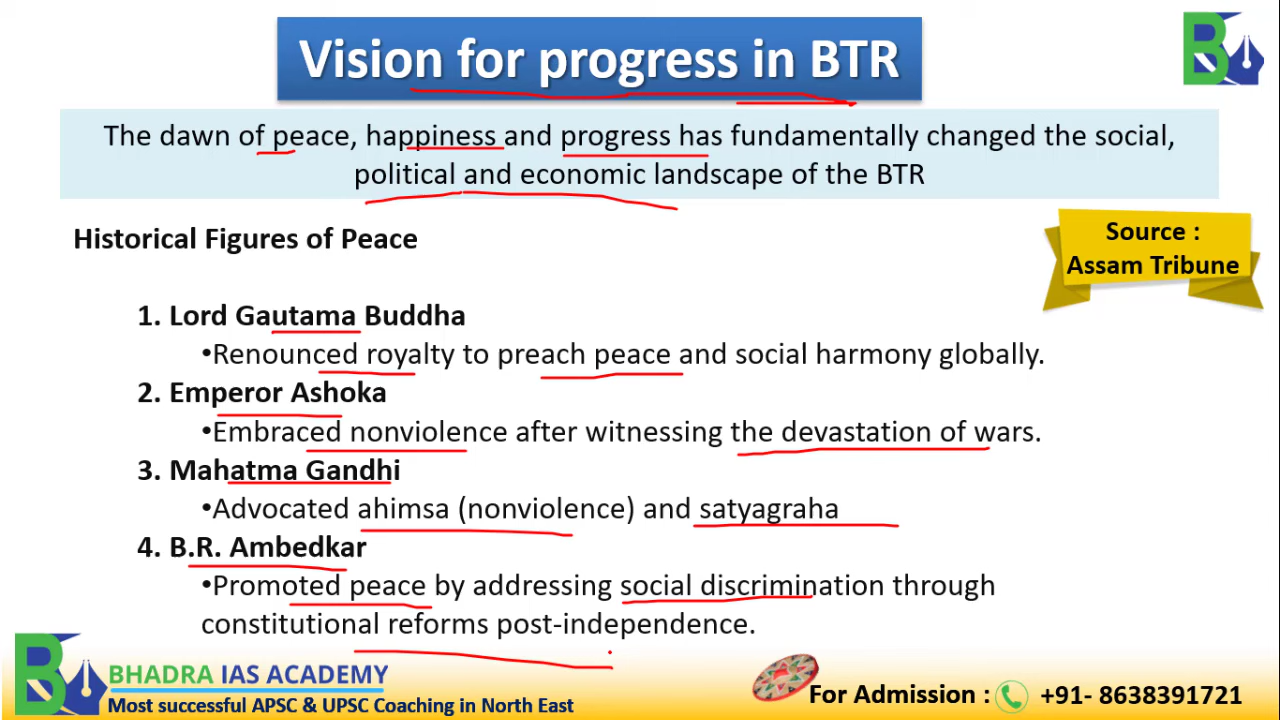 Vision for progress in BTR
The dawn of peace, happiness and progress has fundamentally changed the social,
political and economic landscape of the BTR
Historical Figures of Peace
Source :
Assam Tribune
1. Lord Gautama Buddha
•Renounced royalty to preach peace and social harmony globally.
2. Emperor Ashoka
•Embraced nonviolence after witnessing the devastation of wars.
3. Mahatma Gandhi
•Advocated ahimsa (nonviolence) and satyagraha
4. B.R. Ambedkar
•Promoted peace by addressing social discrimination through
constitutional reforms post-independence.
BHADRA IAS ACADEMY
Most successful APSC & UPSC Coaching in North East
For Admission : +91- 8638391721